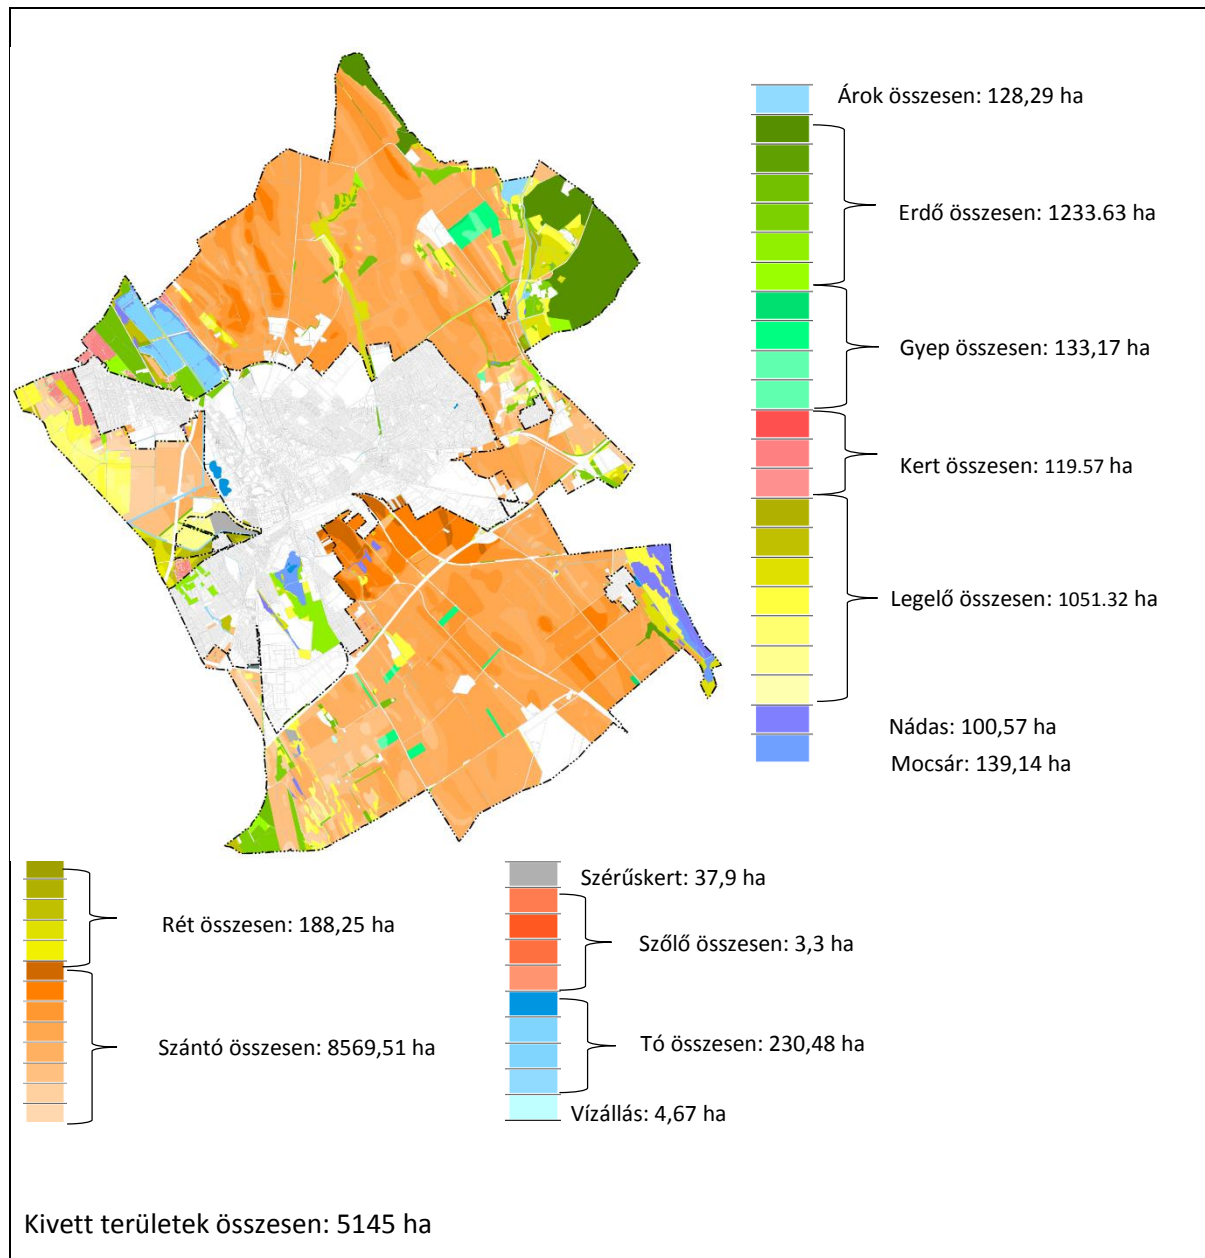 Árok összesen: 128,29 ha
Erdő összesen: 1233.63 ha
Gyep összesen: 133,17 ha
Kert összesen: 119.57 ha
Legelő összesen: 1051.32 ha
Nádas: 100,57 ha
Mocsár: 139,14 ha
Rét összesen: 188,25 ha
Szántó összesen: 8569,51 ha
Szérűskert: 37,9 ha
Szőlő összesen: 3,3 ha
Tó összesen: 230,48 ha
Vízállás: 4,67 ha
Kivett területek összesen: 5145 ha